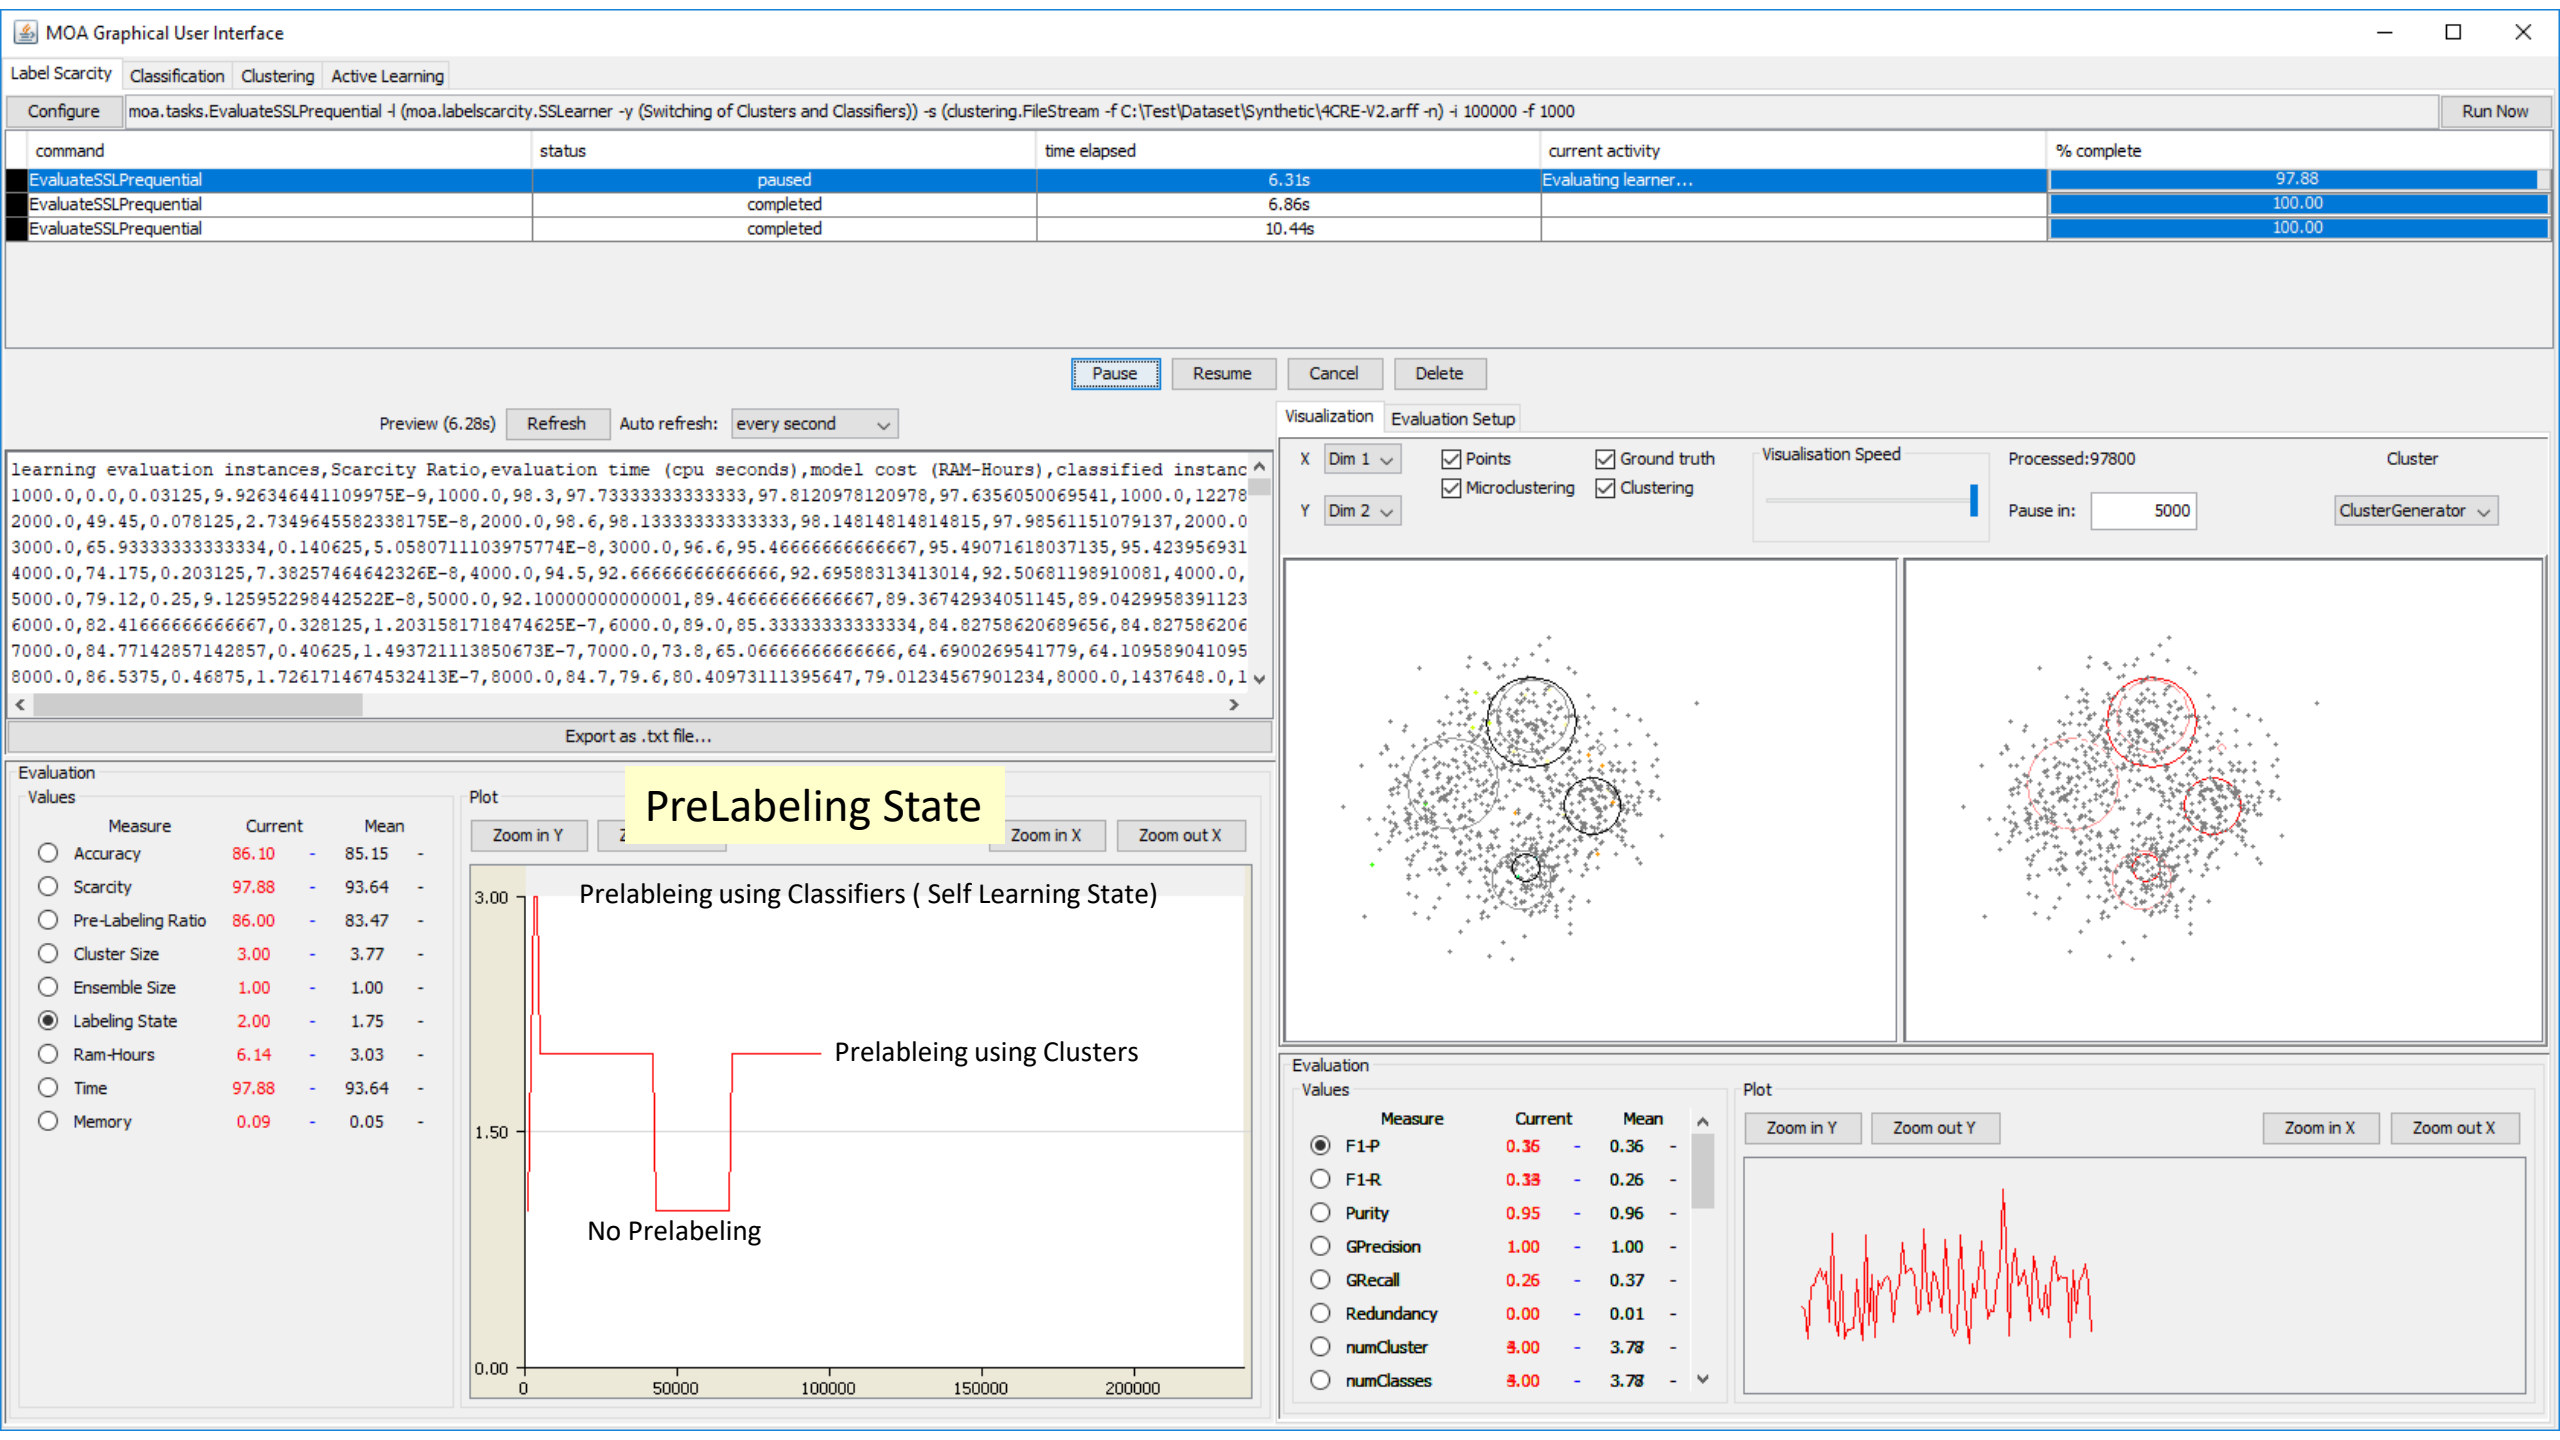 MOA Graphical User Interface
Label Scarcity Classification Clustering Active Learning
Configure moa.tasks.EvaluateSSLPrequential -l (moa.labelscarcity.SSLearner -y (Switching of Clusters and Classifiers)) -s (clustering.FileStream -f C:\Test\Dataset\Synthetic\4CRE-V2.arff -n) -i 100000 -f 1000 Run Now
command status time elapsed current activity % complete
EvaluateSSLPrequential paused 6.31s Evaluating learner... 97.88
EvaluateSSLPrequential completed 6.86s 100.00
EvaluateSSLPrequential completed 10.44s 100.00
Pause Resume Cancel Delete
Preview (6.28s) Refresh Auto refresh: every second
learning evaluation instances,Scarcity Ratio,evaluation time (cpu seconds),model cost (RAM-Hours),classified instanc
1000.0,0.0,0.03125,9.926346441109975E-9,1000.0,98.3,97.73333333333333,97.8120978120978,97.6356050069541,1000.0,12278
2000.0,49.45,0.078125,2.7349645582338175E-8,2000.0,98.6,98.13333333333333,98.14814814814815,97.98561151079137,2000.0
3000.0,65.93333333333334,0.140625,5.0580711103975774E-8,3000.0,96.6,95.46666666666667,95.49071618037135,95.423956931
4000.0,74.175,0.203125,7.38257464642326E-8,4000.0,94.5,92.66666666666666,92.69588313413014,92.50681198910081,4000.0,
5000.0,79.12,0.25,9.125952298442522E-8,5000.0,92.10000000000001,89.46666666666667,89.36742934051145,89.0429958391123
6000.0,82.41666666666667,0.328125,1.2031581718474625E-7,6000.0,89.0,85.33333333333334,84.82758620689656,84.827586206
7000.0,84.77142857142857,0.40625,1.493721113850673E-7,7000.0,73.8,65.06666666666666,64.6900269541779,64.109589041095
8000.0,86.5375,0.46875,1.7261714674532413E-7,8000.0,84.7,79.6,80.40973111395647,79.01234567901234,8000.0,1437648.0,1
Export as .txt file...
Evaluation
Values
Measure Current Mean
Accuracy 86.10 - 85.15 -
Scarcity 97.88 - 93.64 -
Pre-Labeling Ratio 86.00 - 83.47 -
Cluster Size 3.00 - 3.77 -
Ensemble Size 1.00 - 1.00 -
Labeling State 2.00 - 1.75 -
Ram-Hours 6.14 - 3.03 -
Time 97.88 - 93.64 -
Memory 0.09 - 0.05 -
Plot
PreLabeling State
Zoom in Y Zoom in X Zoom out X
3.00
Prelableing using Classifiers ( Self Learning State)
Prelableing using Clusters
1.50
No Prelabeling
0.00
0 50000 100000 150000 200000
Visualization Evaluation Setup
X Dim 1 Points Ground truth Visualisation Speed Processed:97800 Cluster
Y Dim 2 Microclustering Clustering Pause in: 5000 ClusterGenerator
Evaluation
Values
Measure Current Mean
F1-P - 0.36 -
F1-R - 0.26 -
Purity 0.95 - 0.96 -
GPrecision 1.00 - 1.00 -
GRecall 0.26 - 0.37 -
Redundancy 0.00 - 0.01 -
numCluster - -
numClasses - -
Plot
Zoom in Y Zoom out Y Zoom in X Zoom out X